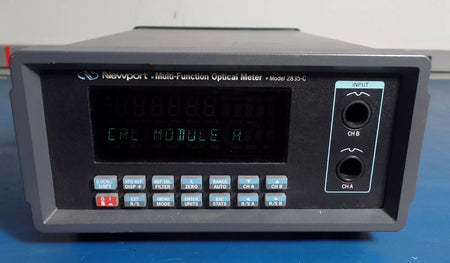 Newport • Multi-Function Optical Meter • Model 2835-C
INPUT
CAL MODULE A
CH B
CH A
LOCAL STO REF REF SEL λ RANGE ▼ ▲
SHIFT DISP FILTER ZERO AUTO CH A CH B
EXT MENU ENTER ESC ◄ ►
R/S MODE UNITS STATS R/S A R/S B